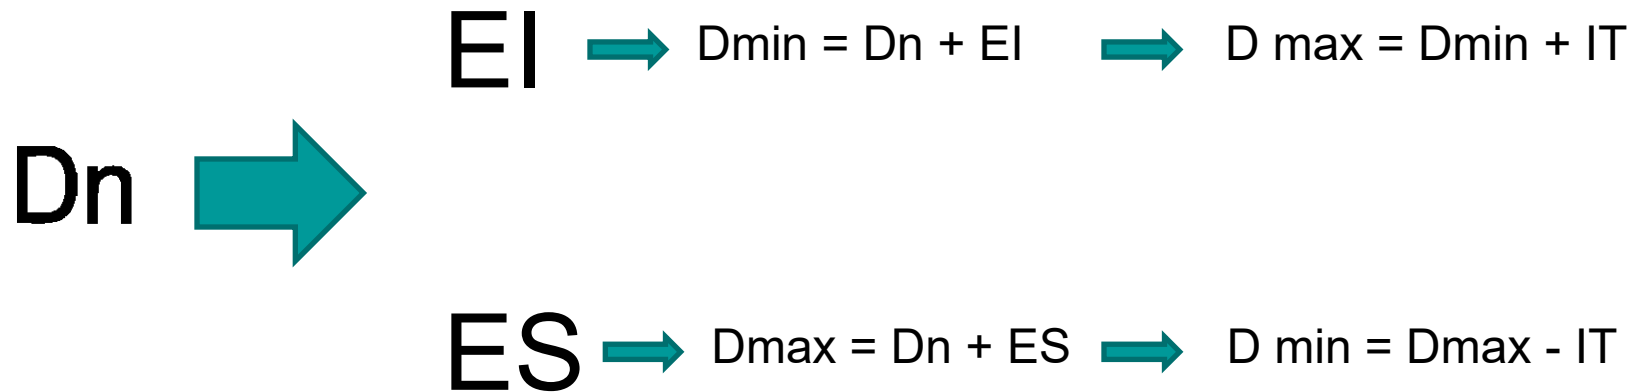 EI Dmin = Dn + EI D max = Dmin + IT
Dn
ES Dmax = Dn + ES D min = Dmax - IT